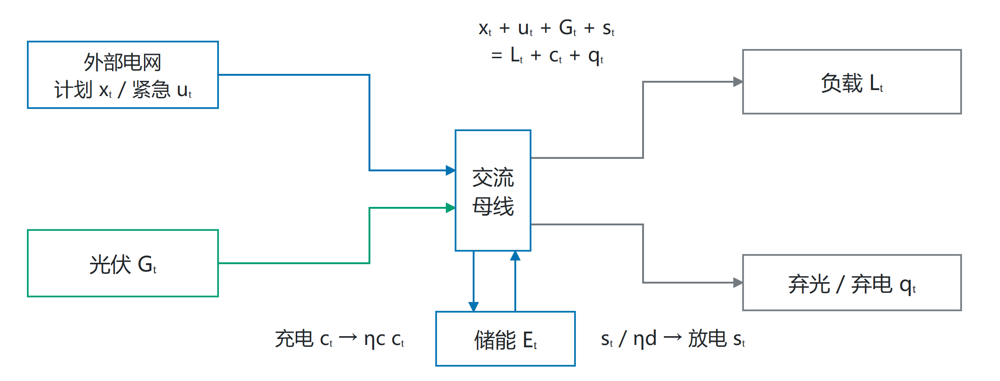 xₜ + uₜ + Gₜ + sₜ
= Lₜ + cₜ + qₜ
外部电网
计划 xₜ / 紧急 uₜ
负载 Lₜ
交流
母线
光伏 Gₜ
弃光 / 弃电 qₜ
充电 cₜ → ηc cₜ
储能 Eₜ
sₜ / ηd → 放电 sₜ